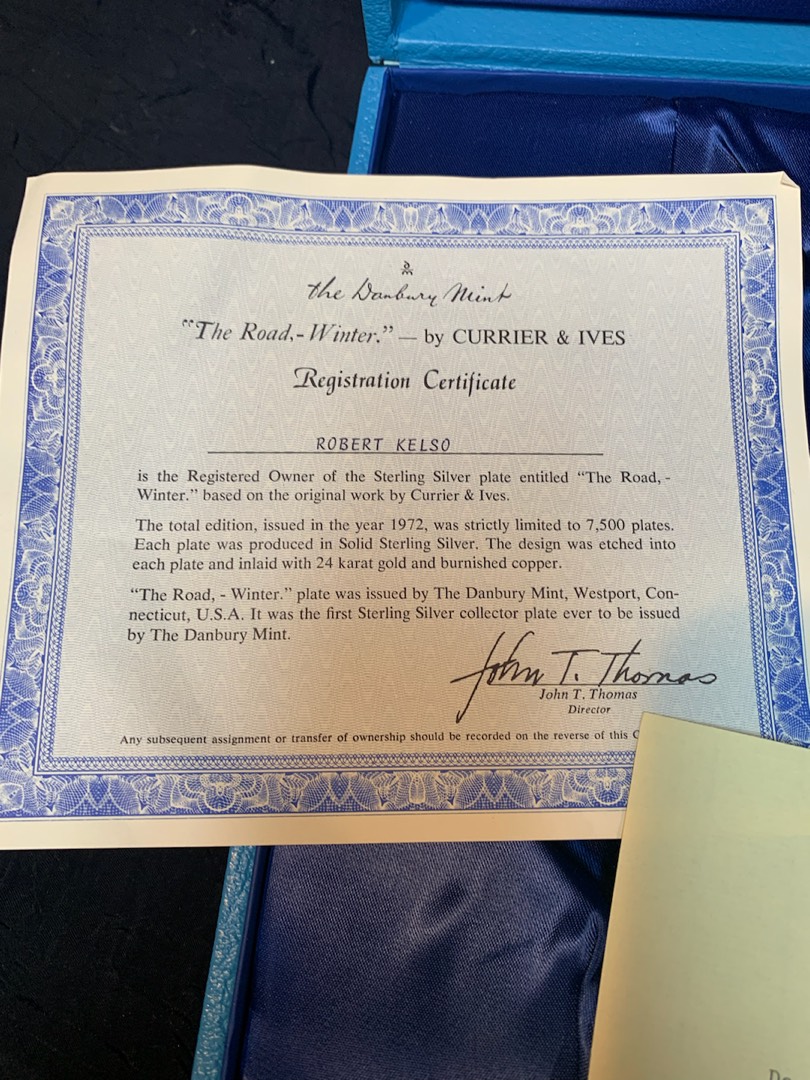 the Danbury Mint
"The Road,-Winter." — by CURRIER & IVES
Registration Certificate
ROBERT KELSO
is the Registered Owner of the Sterling Silver plate entitled "The Road, -
Winter." based on the original work by Currier & Ives.
The total edition, issued in the year 1972, was strictly limited to 7,500 plates.
Each plate was produced in Solid Sterling Silver. The design was etched into
each plate and inlaid with 24 karat gold and burnished copper.
"The Road, - Winter." plate was issued by The Danbury Mint, Westport, Con-
necticut, U.S.A. It was the first Sterling Silver collector plate ever to be issued
by The Danbury Mint.
John T. Thomas
John T. Thomas
Director
Any subsequent assignment or transfer of ownership should be recorded on the reverse of this